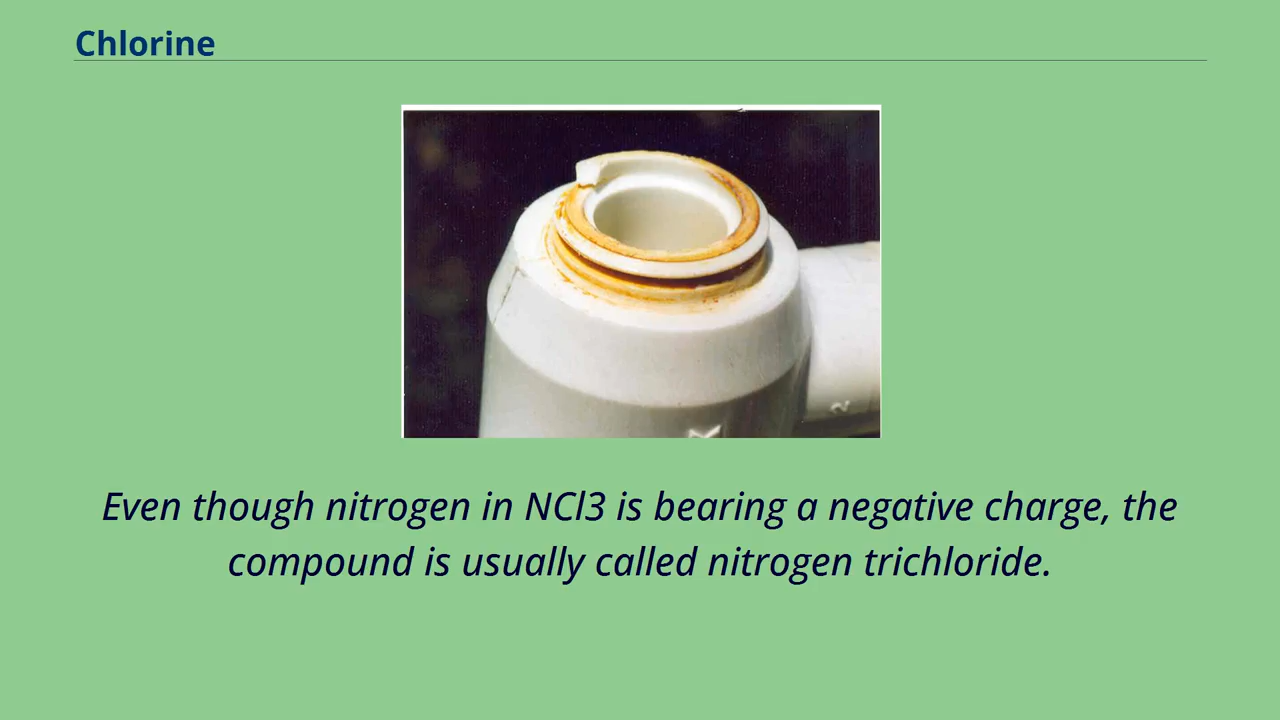 Chlorine
Even though nitrogen in NCl3 is bearing a negative charge, the
compound is usually called nitrogen trichloride.